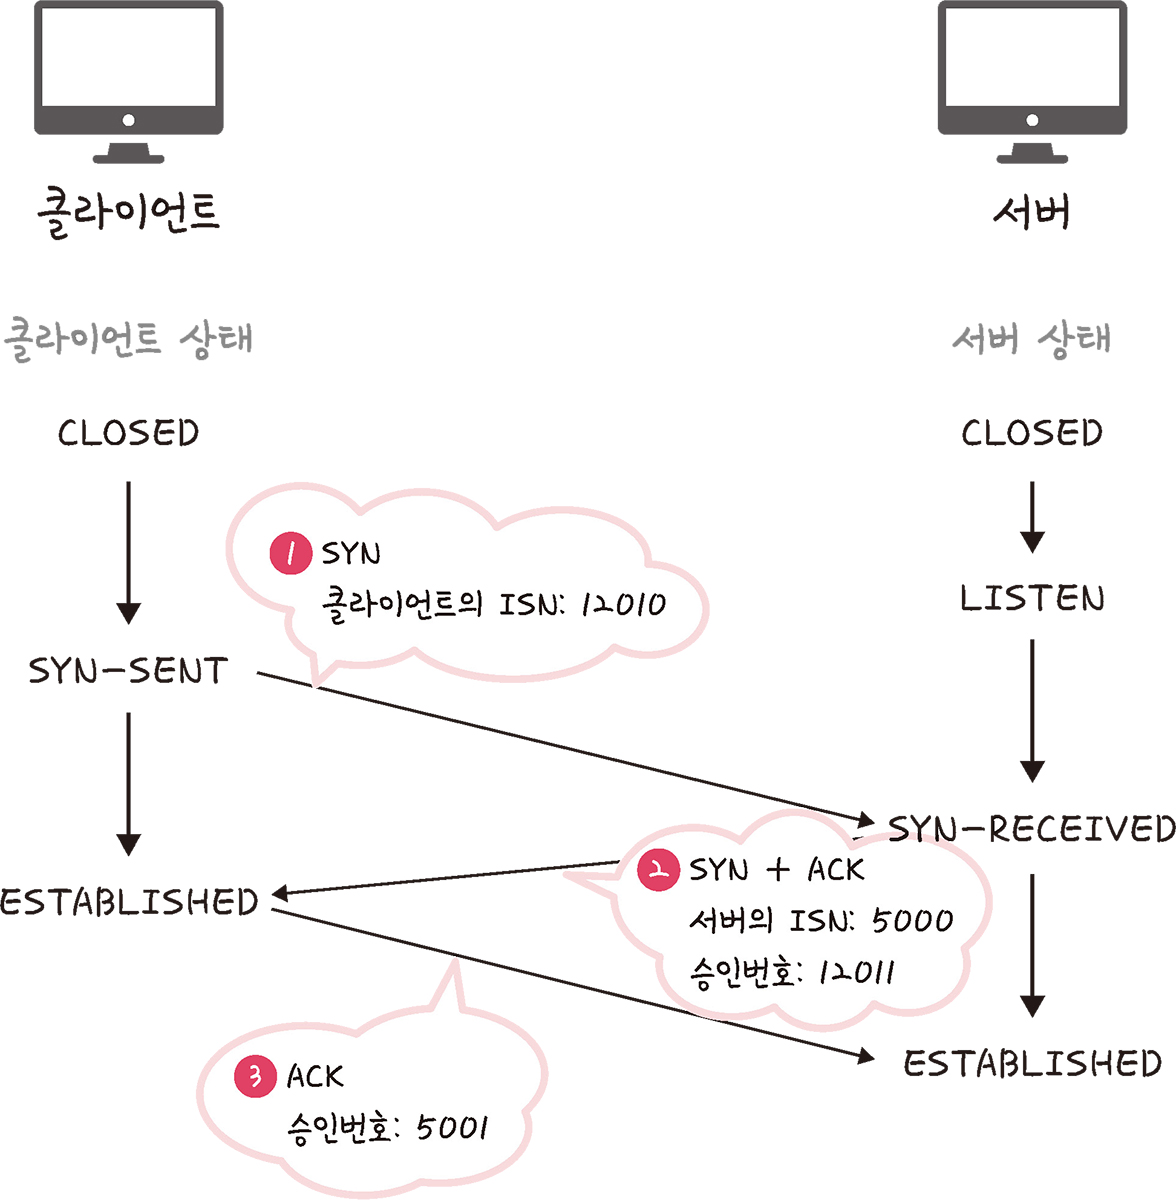 클라이언트
서버
클라이언트 상태
서버 상태
CLOSED
CLOSED
1 SYN
클라이언트의 ISN: 12010
LISTEN
SYN-SENT
SYN-RECEIVED
2 SYN + ACK
서버의 ISN: 5000
승인번호: 12011
ESTABLISHED
ESTABLISHED
3 ACK
승인번호: 5001